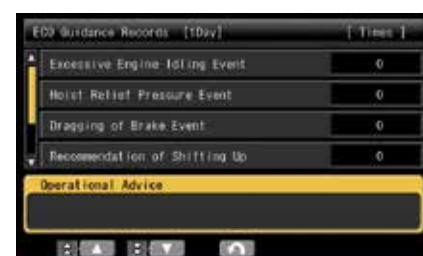 ECO Guidance Records [1Day] [ Times ]
Excessive Engine Idling Event 0
Hoist Relief Pressure Event 0
Dragging of Brake Event 0
Recommendation of Shifting Up 0
Operational Advice